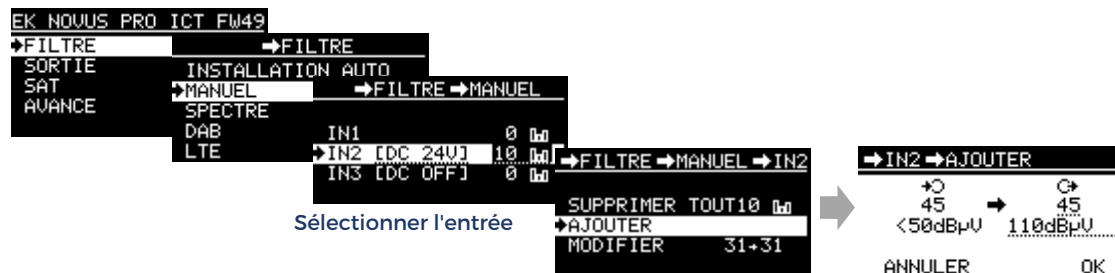 EK NOVUS PRO ICT FW49
➜FILTRE
SORTIE
SAT
AVANCE
➜FILTRE
INSTALLATION AUTO
➜MANUEL
SPECTRE
DAB
LTE
➜FILTRE➜MANUEL
IN1 0
➜IN2 [DC 24V] 10
IN3 [DC OFF] 0
Sélectionner l'entrée
➜FILTRE➜MANUEL➜IN2
SUPPRIMER TOUT10
➜AJOUTER
MODIFIER 31→31
➜IN2➜AJOUTER
45 ➜ 45
<50dBµV 110dBµV
ANNULER OK